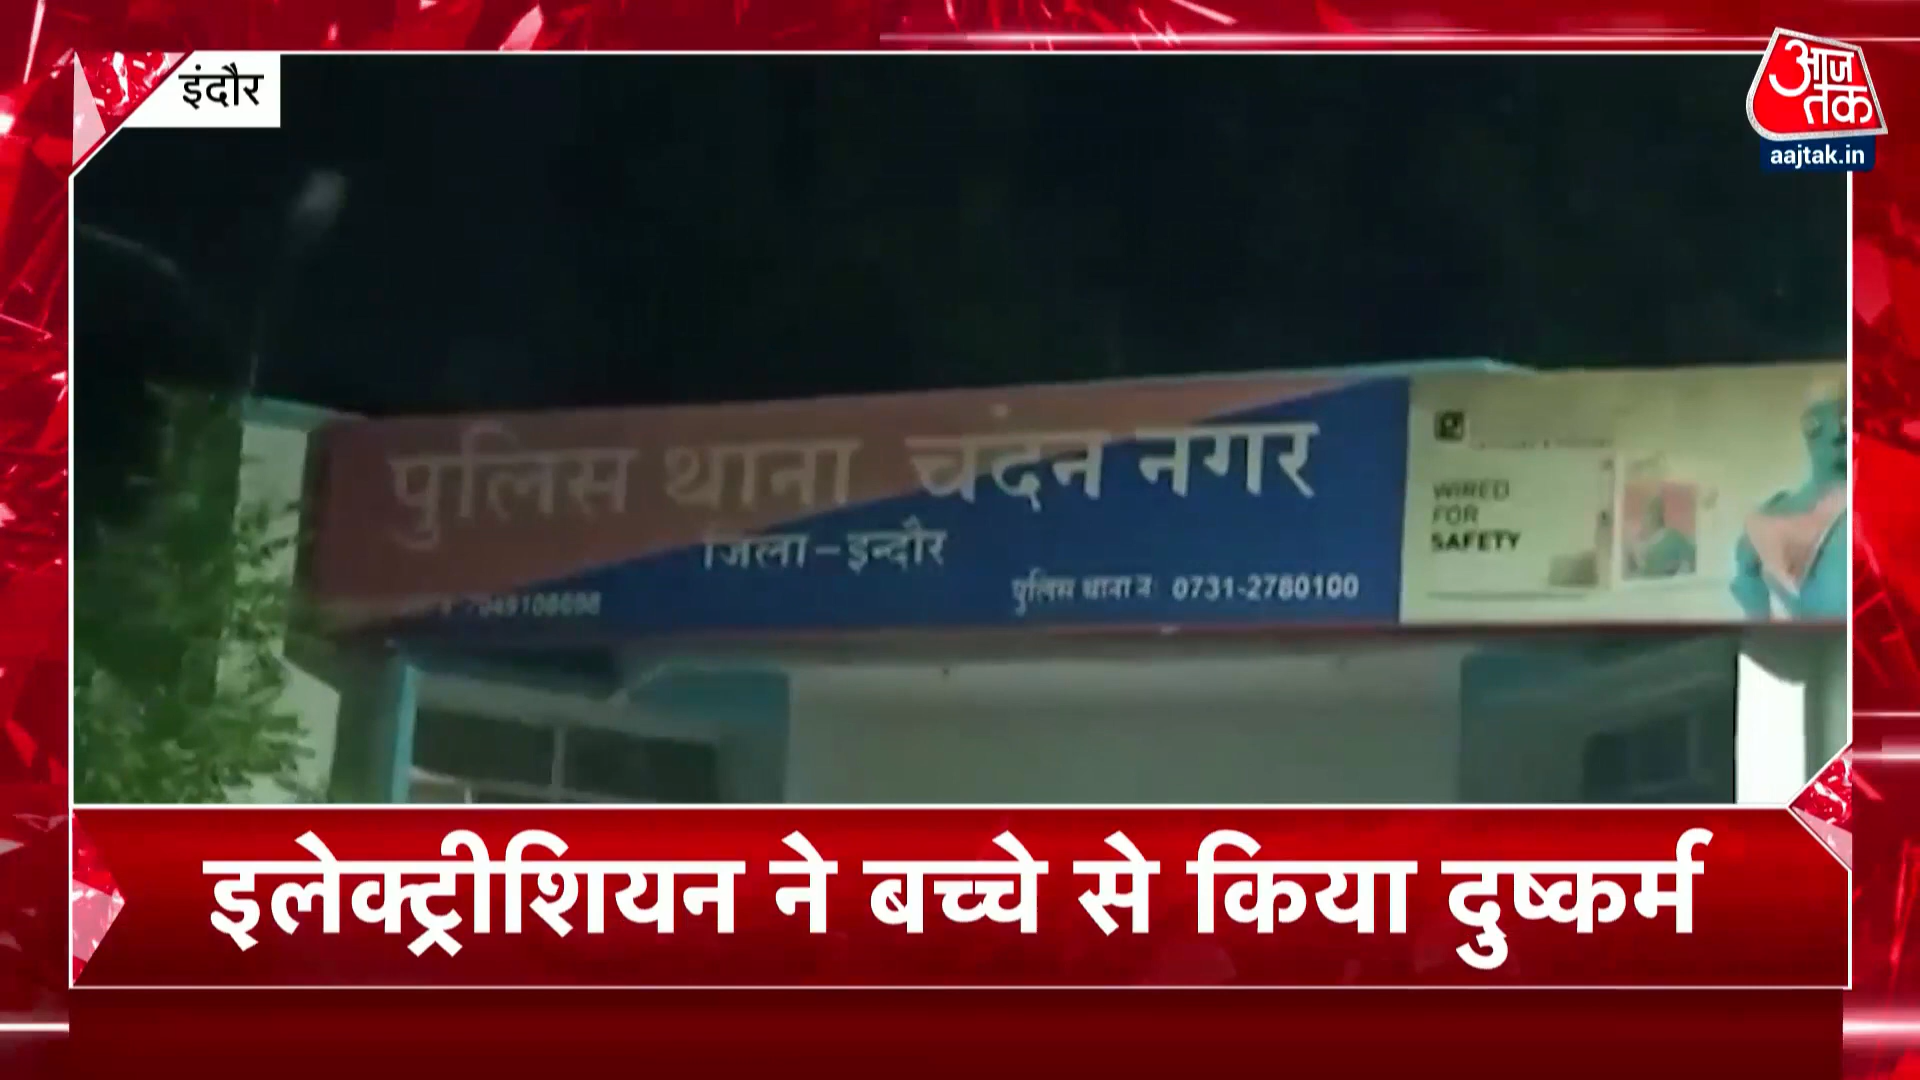 इंदौर
आज
तक
aajtak.in
पुलिस थाना चंदन नगर
जिला-इन्दौर
पुलिस थाना नं 0731-2780100
WIRED
FOR
SAFETY
इलेक्ट्रीशियन ने बच्चे से किया दुष्कर्म